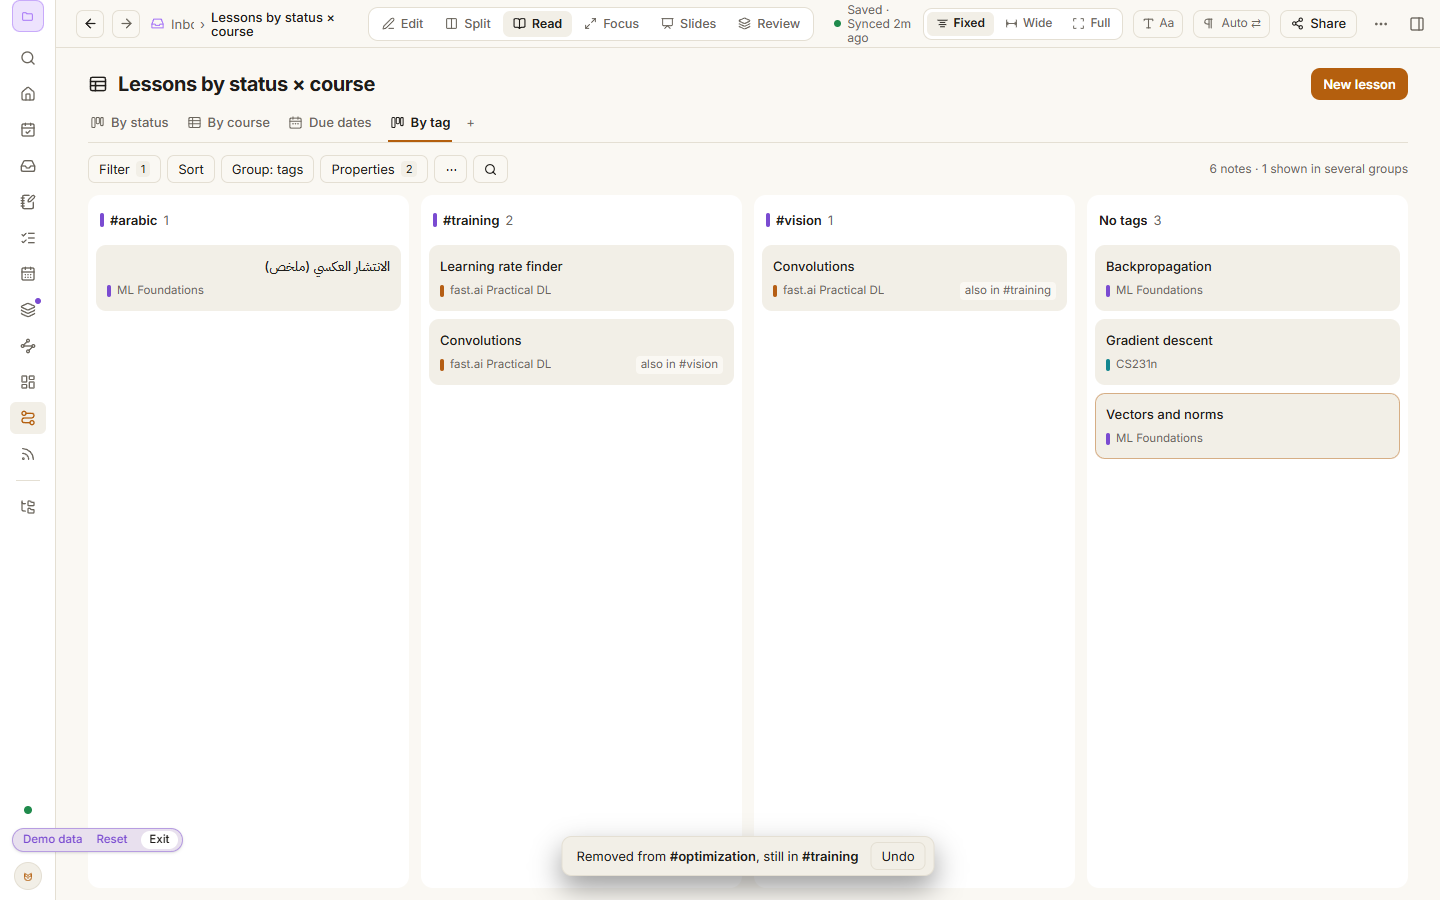 Inbc › Lessons by status × course
Edit Split Read Focus Slides Review
Saved · Synced 2m ago
Fixed Wide Full
Aa
Auto
Share
Lessons by status × course
New lesson
By status By course Due dates By tag +
Filter 1 Sort Group: tags Properties 2 ...
6 notes · 1 shown in several groups
#arabic 1
الانتشار العكسي (ملخص)
ML Foundations
#training 2
Learning rate finder
fast.ai Practical DL
Convolutions
fast.ai Practical DL also in #vision
#vision 1
Convolutions
fast.ai Practical DL also in #training
No tags 3
Backpropagation
ML Foundations
Gradient descent
CS231n
Vectors and norms
ML Foundations
Demo data Reset Exit
Removed from #optimization, still in #training Undo